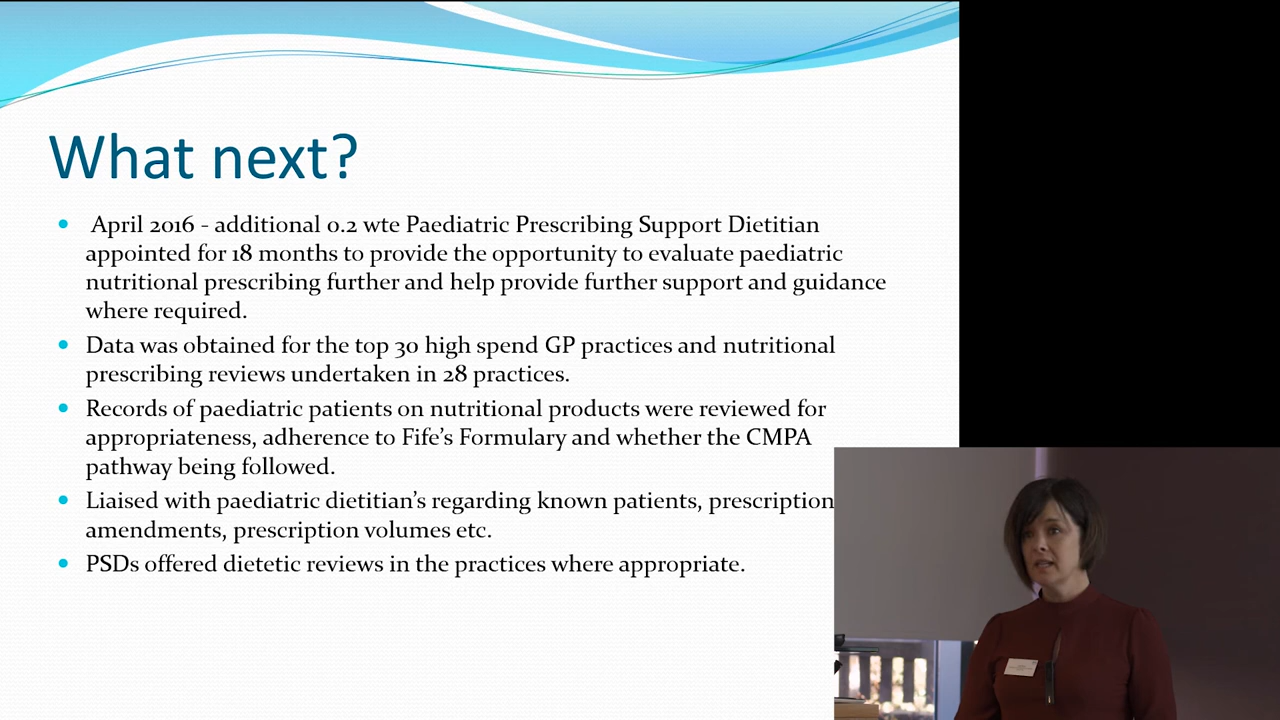 What next?
April 2016 - additional 0.2 wte Paediatric Prescribing Support Dietitian
appointed for 18 months to provide the opportunity to evaluate paediatric
nutritional prescribing further and help provide further support and guidance
where required.
Data was obtained for the top 30 high spend GP practices and nutritional
prescribing reviews undertaken in 28 practices.
Records of paediatric patients on nutritional products were reviewed for
appropriateness, adherence to Fife's Formulary and whether the CMPA
pathway being followed.
Liaised with paediatric dietitian's regarding known patients, prescription
amendments, prescription volumes etc.
PSDs offered dietetic reviews in the practices where appropriate.